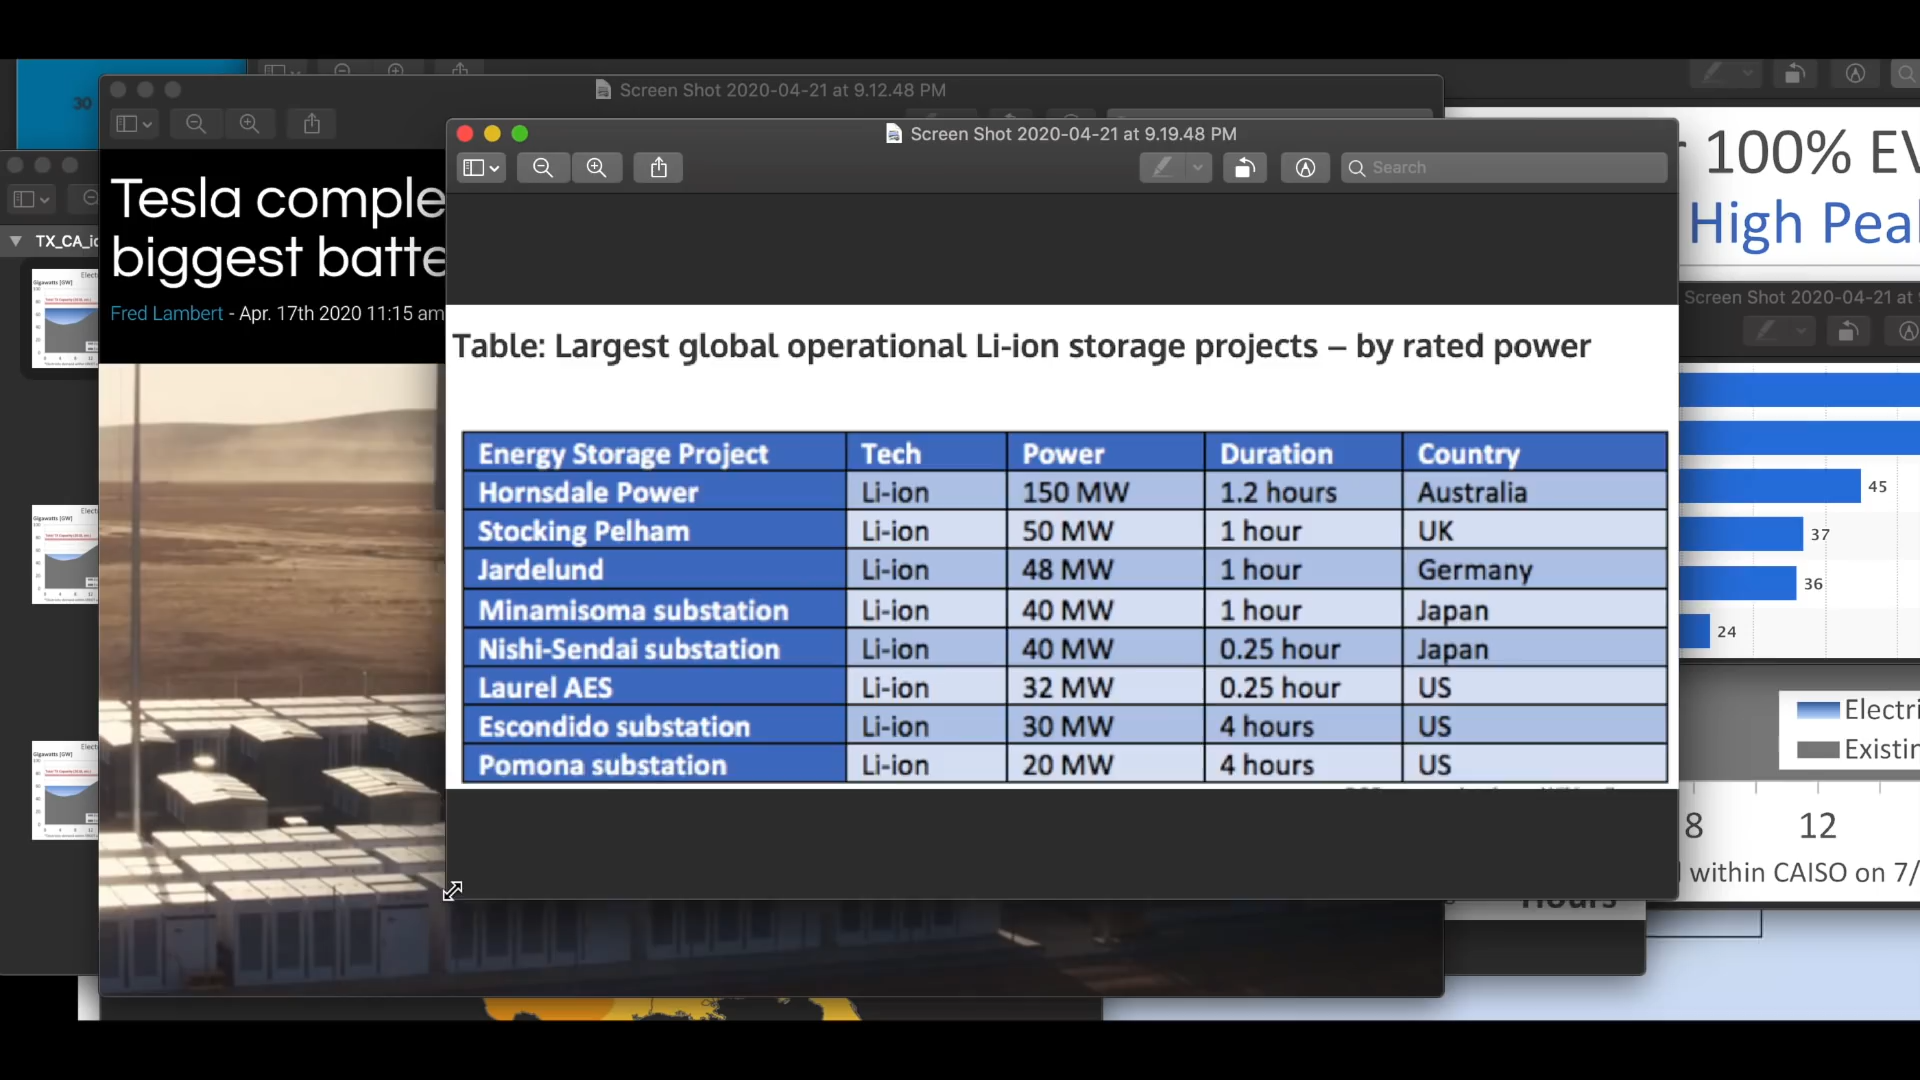 30
Screen Shot 2020-04-21 at 9.12.48 PM
Screen Shot 2020-04-21 at 9.19.48 PM
Search
TX_CA
Tesla
biggest
Fred Lambert - Apr. 17th 2020 11:15 am
100%
High
Screen Shot 2020-04-21 at
Table: Largest global operational Li-ion storage projects – by rated power
Energy Storage Project Tech Power Duration Country
Hornsdale Power Li-ion 150 MW 1.2 hours Australia
Stocking Pelham Li-ion 50 MW 1 hour UK
Jardelund Li-ion 48 MW 1 hour Germany
Minamisoma substation Li-ion 40 MW 1 hour Japan
Nishi-Sendai substation Li-ion 40 MW 0.25 hour Japan
Laurel AES Li-ion 32 MW 0.25 hour US
Escondido substation Li-ion 30 MW 4 hours US
Pomona substation Li-ion 20 MW 4 hours US
45
37
36
24
Electri
Existin
8 12
within CAISO on 7/
Hours